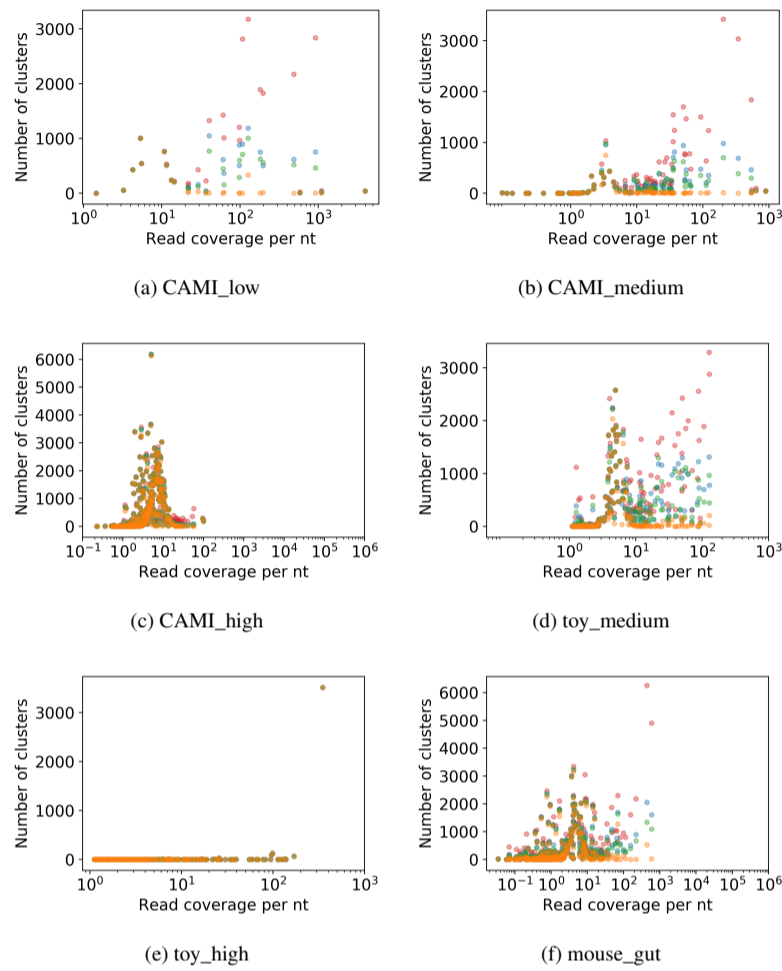 3000
2000
1000
0
Number of clusters
10^0 10^1 10^2 10^3
Read coverage per nt
(a) CAMI_low
3000
2000
1000
0
Number of clusters
10^0 10^1 10^2 10^3
Read coverage per nt
(b) CAMI_medium
6000
5000
4000
3000
2000
1000
0
Number of clusters
10^−1 10^0 10^1 10^2 10^3 10^4 10^5 10^6
Read coverage per nt
(c) CAMI_high
3000
2000
1000
0
Number of clusters
10^0 10^1 10^2 10^3
Read coverage per nt
(d) toy_medium
3000
2000
1000
0
Number of clusters
10^0 10^1 10^2 10^3
Read coverage per nt
(e) toy_high
6000
5000
4000
3000
2000
1000
0
Number of clusters
10^−1 10^0 10^1 10^2 10^3 10^4 10^5 10^6
Read coverage per nt
(f) mouse_gut